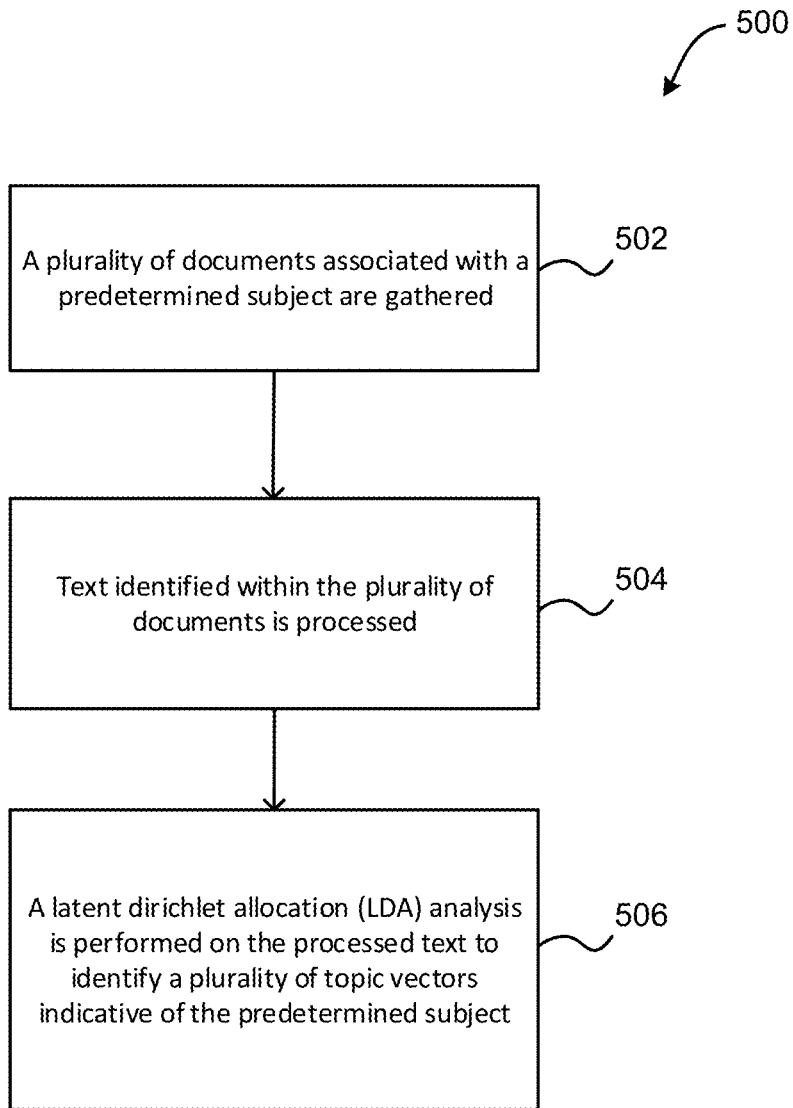 500
A plurality of documents associated with a
predetermined subject are gathered
502
Text identified within the plurality of
documents is processed
504
A latent dirichlet allocation (LDA) analysis
is performed on the processed text to
identify a plurality of topic vectors
indicative of the predetermined subject
506